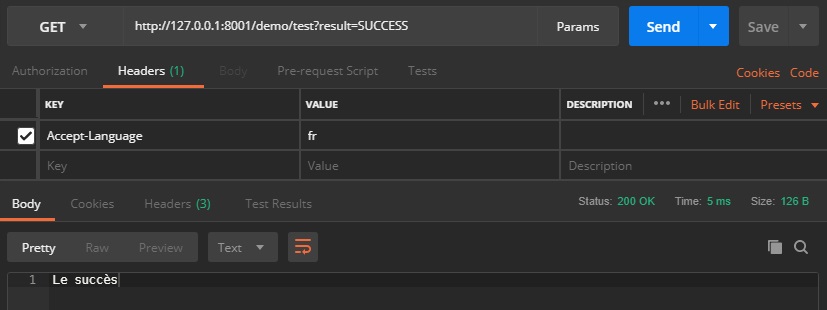 GET http://127.0.0.1:8001/demo/test?result=SUCCESS Params Send Save
Authorization Headers (1) Body Pre-request Script Tests Cookies Code
KEY VALUE DESCRIPTION ••• Bulk Edit Presets
Accept-Language fr
Key Value Description
Body Cookies Headers (3) Test Results Status: 200 OK Time: 5 ms Size: 126 B
Pretty Raw Preview Text
1 Le succès